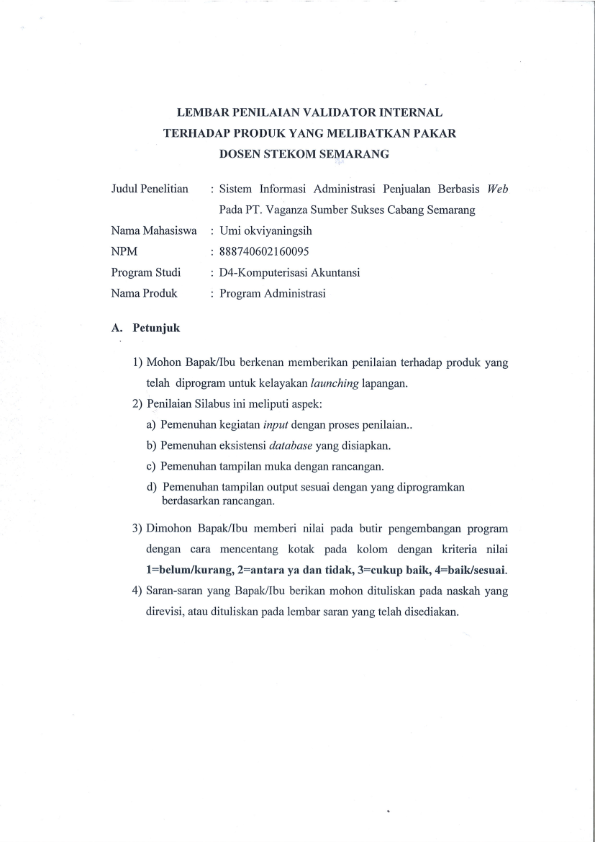 LEMBAR PENILAIAN VALIDATOR INTERNAL
TERHADAP PRODUK YANG MELIBATKAN PAKAR
DOSEN STEKOM SEMARANG
Judul Penelitian : Sistem Informasi Administrasi Penjualan Berbasis Web
Pada PT. Vaganza Sumber Sukses Cabang Semarang
Nama Mahasiswa : Umi okviyaningsih
NPM : 888740602160095
Program Studi : D4-Komputerisasi Akuntansi
Nama Produk : Program Administrasi
A. Petunjuk
1) Mohon Bapak/Ibu berkenan memberikan penilaian terhadap produk yang
telah diprogram untuk kelayakan launching lapangan.
2) Penilaian Silabus ini meliputi aspek:
a) Pemenuhan kegiatan input dengan proses penilaian..
b) Pemenuhan eksistensi database yang disiapkan.
c) Pemenuhan tampilan muka dengan rancangan.
d) Pemenuhan tampilan output sesuai dengan yang diprogramkan
berdasarkan rancangan.
3) Dimohon Bapak/Ibu memberi nilai pada butir pengembangan program
dengan cara mencentang kotak pada kolom dengan kriteria nilai
1=belum/kurang, 2=antara ya dan tidak, 3=cukup baik, 4=baik/sesuai.
4) Saran-saran yang Bapak/Ibu berikan mohon dituliskan pada naskah yang
direvisi, atau dituliskan pada lembar saran yang telah disediakan.